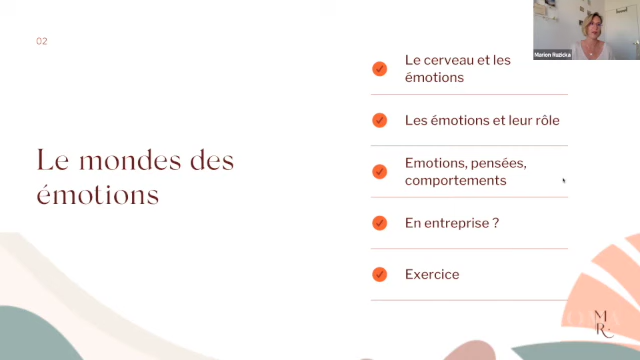 02
Marion Razicka
Le mondes des
émotions
Le cerveau et les
émotions
Les émotions et leur rôle
Emotions, pensées,
comportements
En entreprise ?
Exercice
M
R.